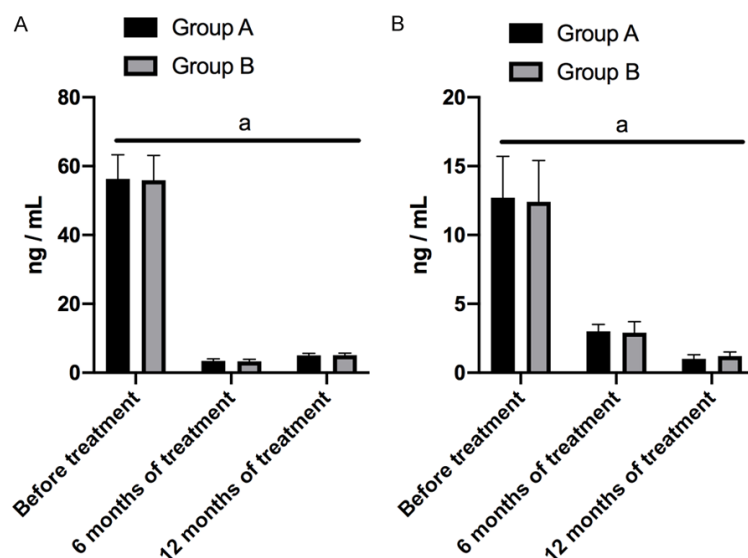 A
Group A
Group B
80
60
40
20
0
ng / mL
a
Before treatment
6 months of treatment
12 months of treatment
B
Group A
Group B
20
15
10
5
0
ng / mL
a
Before treatment
6 months of treatment
12 months of treatment